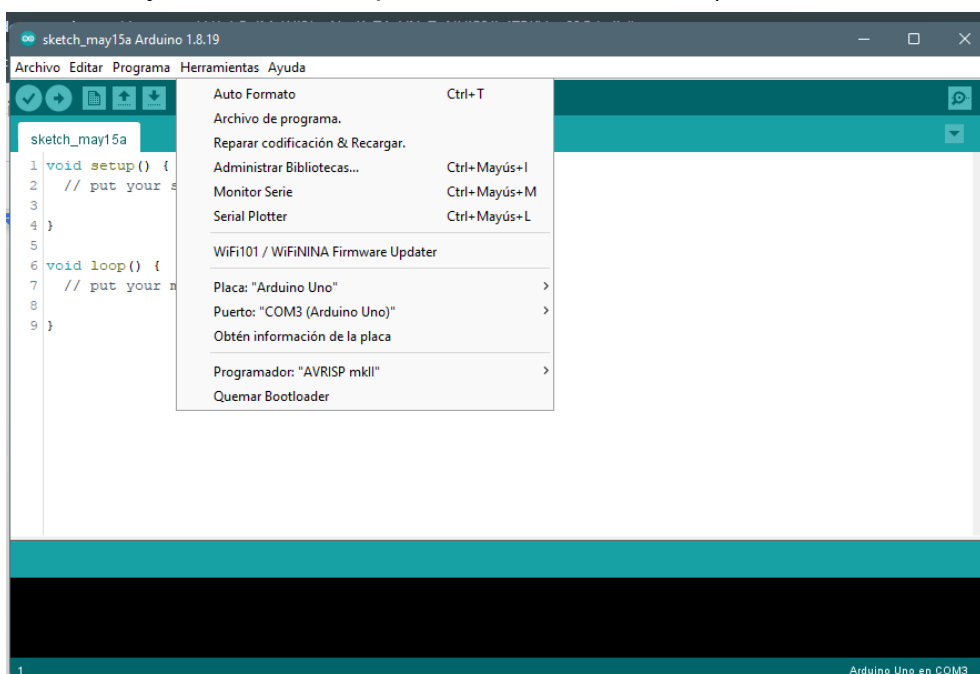 sketch_may15a Arduino 1.8.19
Archivo Editar Programa Herramientas Ayuda
sketch_may15a
Auto Formato Ctrl+T
Archivo de programa.
Reparar codificación & Recargar.
Administrar Bibliotecas... Ctrl+Mayús+I
Monitor Serie Ctrl+Mayús+M
Serial Plotter Ctrl+Mayús+L
WiFi101 / WiFiNINA Firmware Updater
Placa: "Arduino Uno"
Puerto: "COM3 (Arduino Uno)"
Obtén información de la placa
Programador: "AVRISP mkII"
Quemar Bootloader
1 void setup() {
2 // put your s
3
4 }
5
6 void loop() {
7 // put your
8
9 }
1 Arduino Uno en COM3